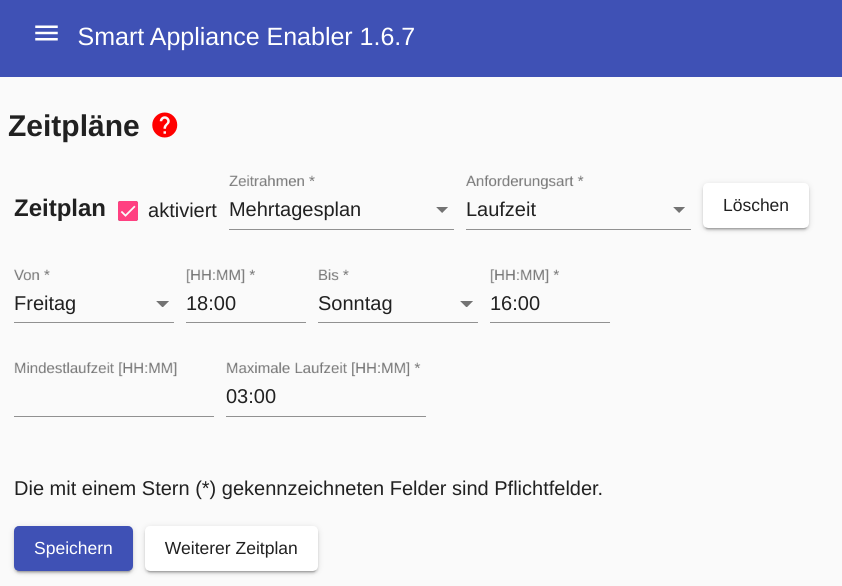 Smart Appliance Enabler 1.6.7
Zeitpläne
Zeitrahmen * Anforderungsart *
Zeitplan aktiviert Mehrtagesplan Laufzeit Löschen
Von * [HH:MM] * Bis * [HH:MM] *
Freitag 18:00 Sonntag 16:00
Mindestlaufzeit [HH:MM] Maximale Laufzeit [HH:MM] *
03:00
Die mit einem Stern (*) gekennzeichneten Felder sind Pflichtfelder.
Speichern Weiterer Zeitplan